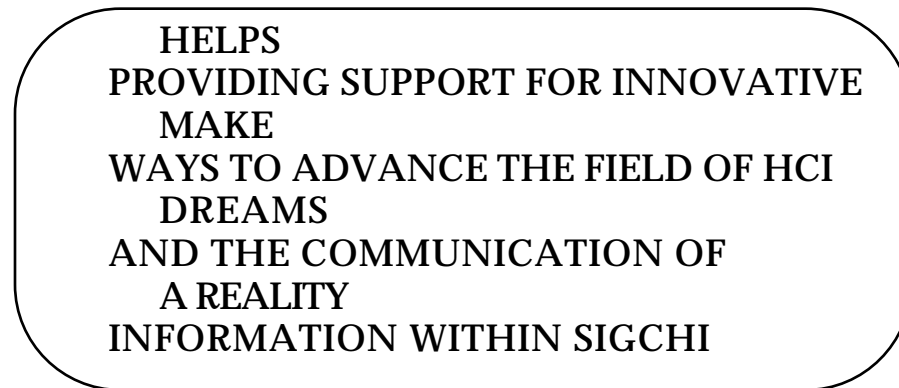 HELPS
PROVIDING SUPPORT FOR INNOVATIVE
MAKE
WAYS TO ADVANCE THE FIELD OF HCI
DREAMS
AND THE COMMUNICATION OF
A REALITY
INFORMATION WITHIN SIGCHI